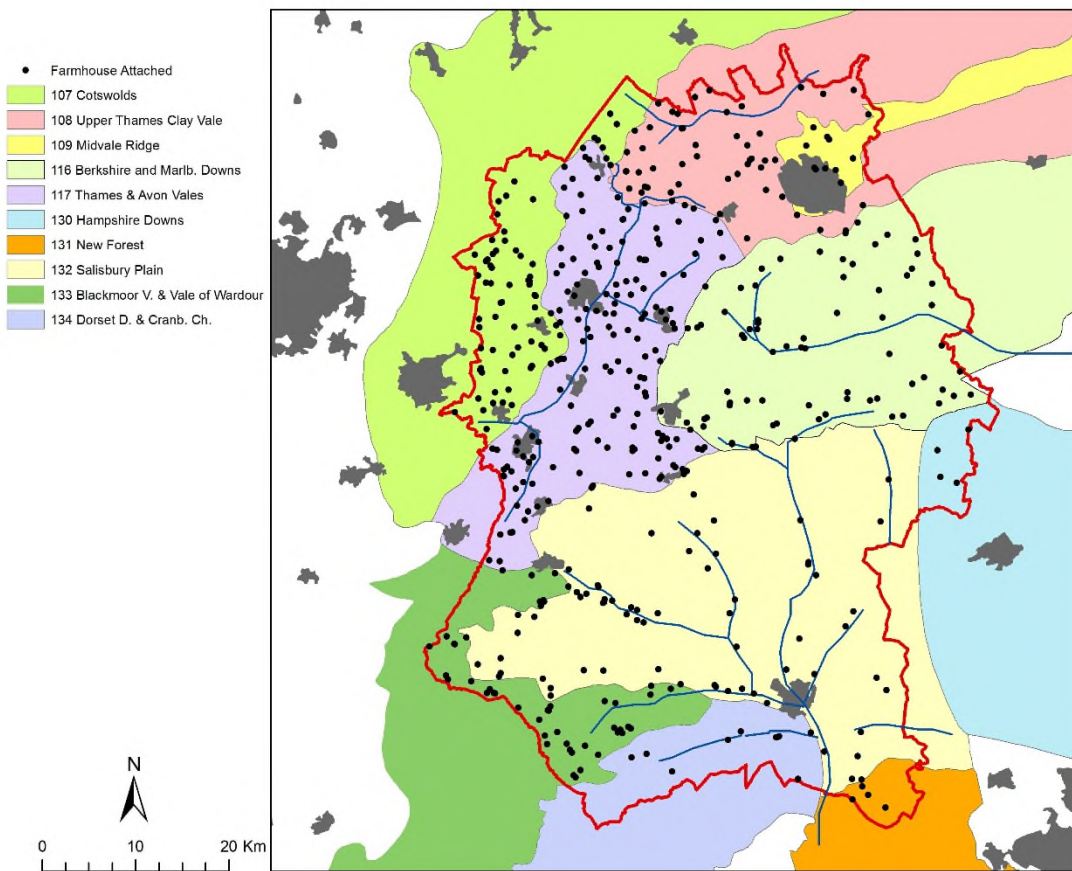 Farmhouse Attached
107 Cotswolds
108 Upper Thames Clay Vale
109 Midvale Ridge
116 Berkshire and Marlb. Downs
117 Thames & Avon Vales
130 Hampshire Downs
131 New Forest
132 Salisbury Plain
133 Blackmoor V. & Vale of Wardour
134 Dorset D. & Cranb. Ch.
N
0 10 20 Km